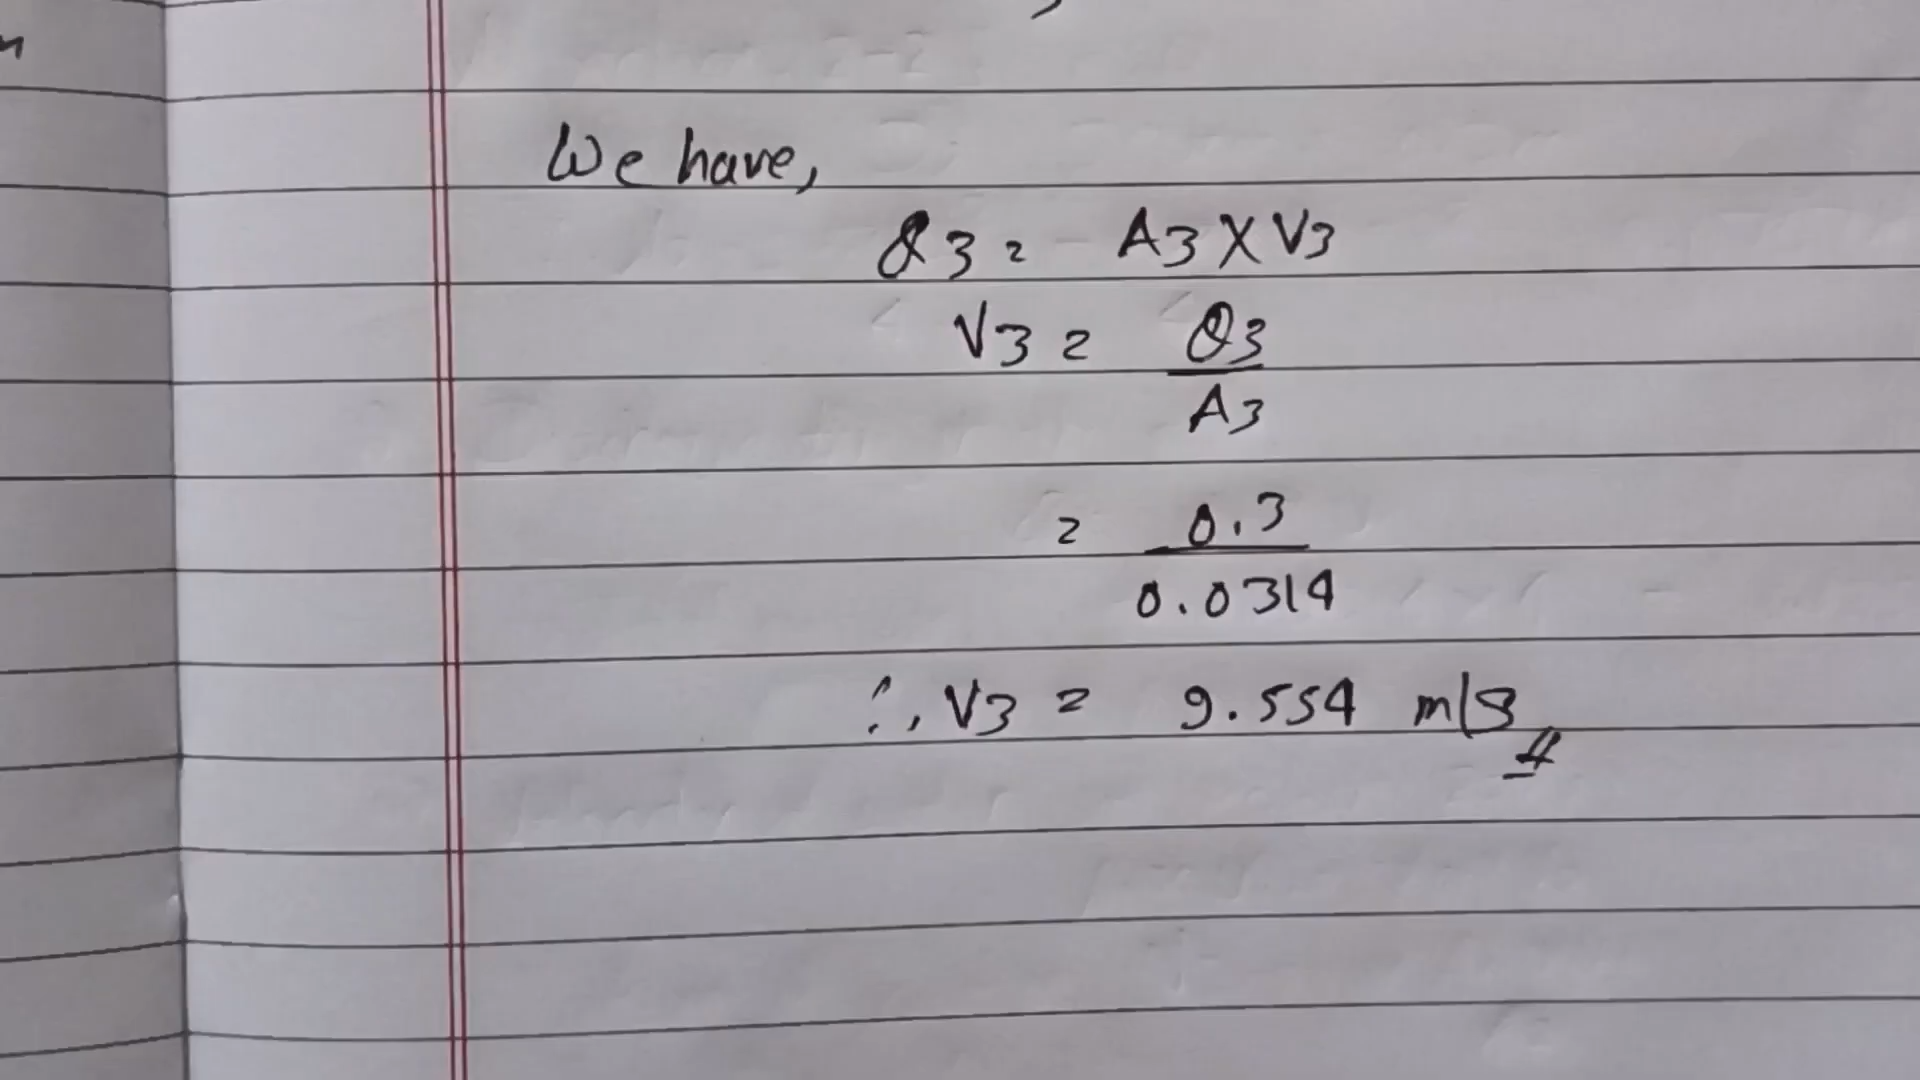 We have,
Q3 = A3 X V3
V3 = Q3
A3
= 0.3
0.0314
∴ V3 = 9.554 m/s
#